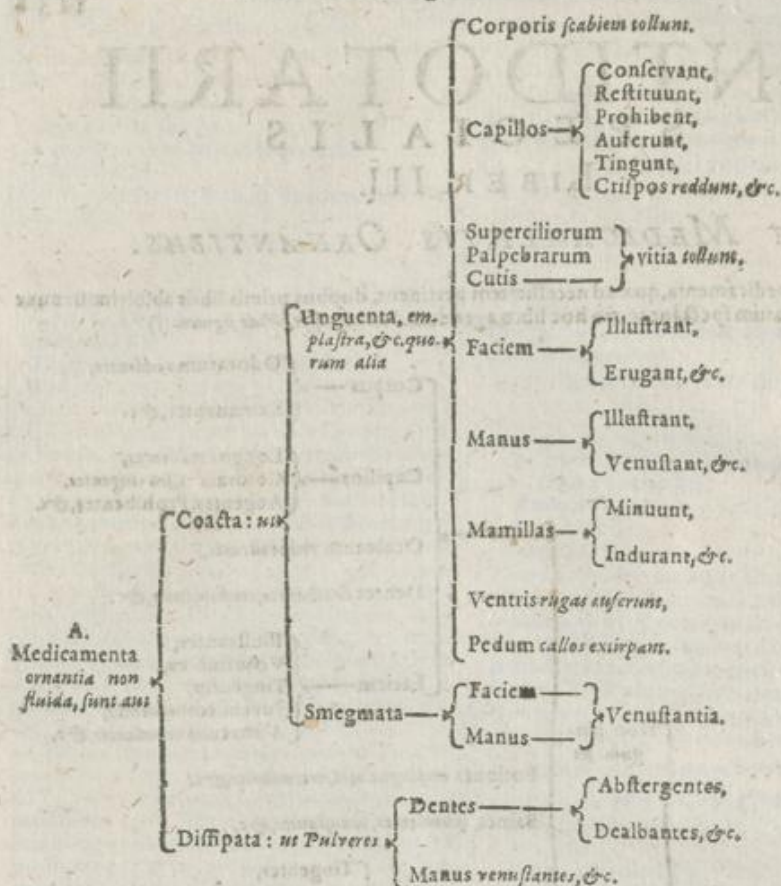 Corporis ſcabiem tollunt.
Conſervant,
Reſtituunt,
Prohibent,
Capillos
Auferunt,
Tingunt,
Criſpos reddunt, &c.
Superciliorum
Palpebrarum
Cutis
vitia tollunt.
Unguenta, em-
plaſtra, &c. quo-
rum alia
Faciem
Illuſtrant,
Erugant, &c.
Manus
Illuſtrant,
Venuſtant, &c.
Mamillas
Minuunt,
Indurant, &c.
Coacta: ut
Ventris rugas auferunt,
Pedum callos extirpant.
A.
Medicamenta
ornantia non
fluida, ſunt aut
Smegmata
Faciem
Manus
Venuſtantia.
Diſſipata: ut Pulveres
Dentes
Abſtergentes,
Dealbantes, &c.
Manus venuſtantes, &c.